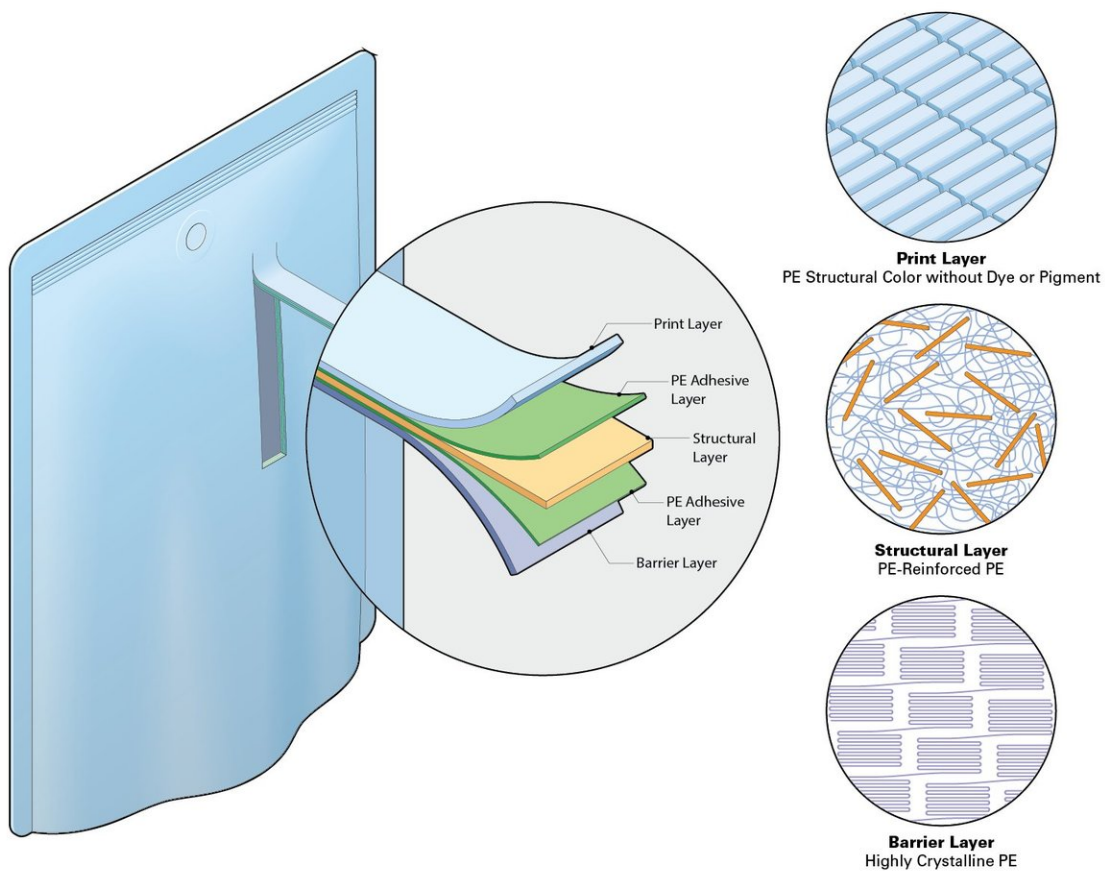 Print Layer
PE Adhesive
Layer
Structural
Layer
PE Adhesive
Layer
Barrier Layer
Print Layer
PE Structural Color without Dye or Pigment
Structural Layer
PE-Reinforced PE
Barrier Layer
Highly Crystalline PE